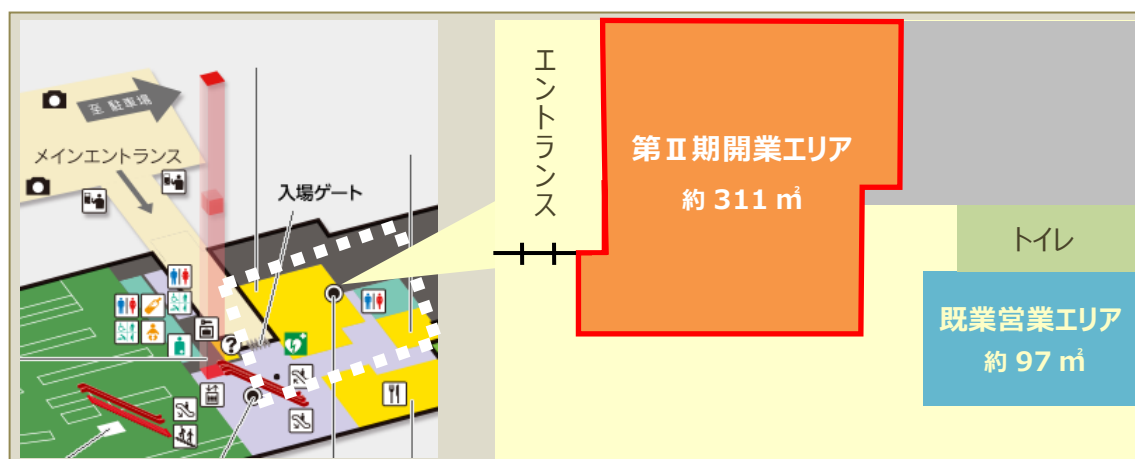 至 駐車場
メインエントランス
入場ゲート
?
エントランス
第Ⅱ期開業エリア
約 311 ㎡
トイレ
既業営業エリア
約 97 ㎡